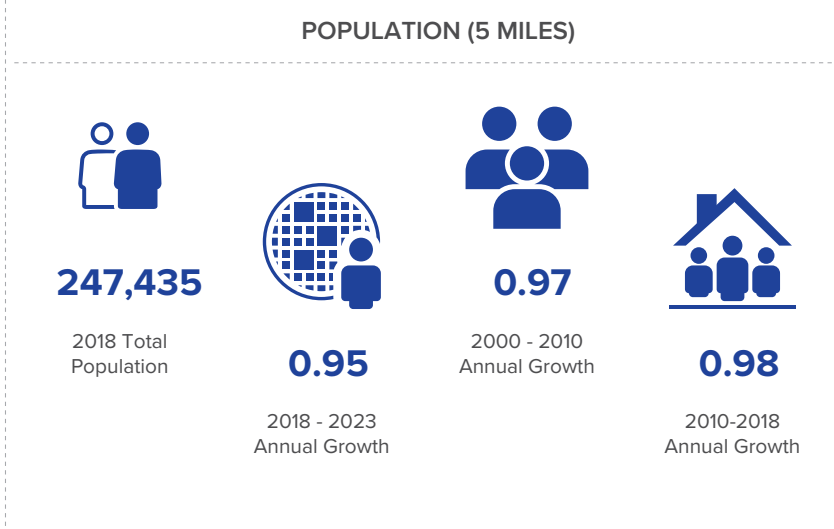 POPULATION (5 MILES)
247,435
2018 Total
Population
0.95
2018 - 2023
Annual Growth
0.97
2000 - 2010
Annual Growth
0.98
2010-2018
Annual Growth